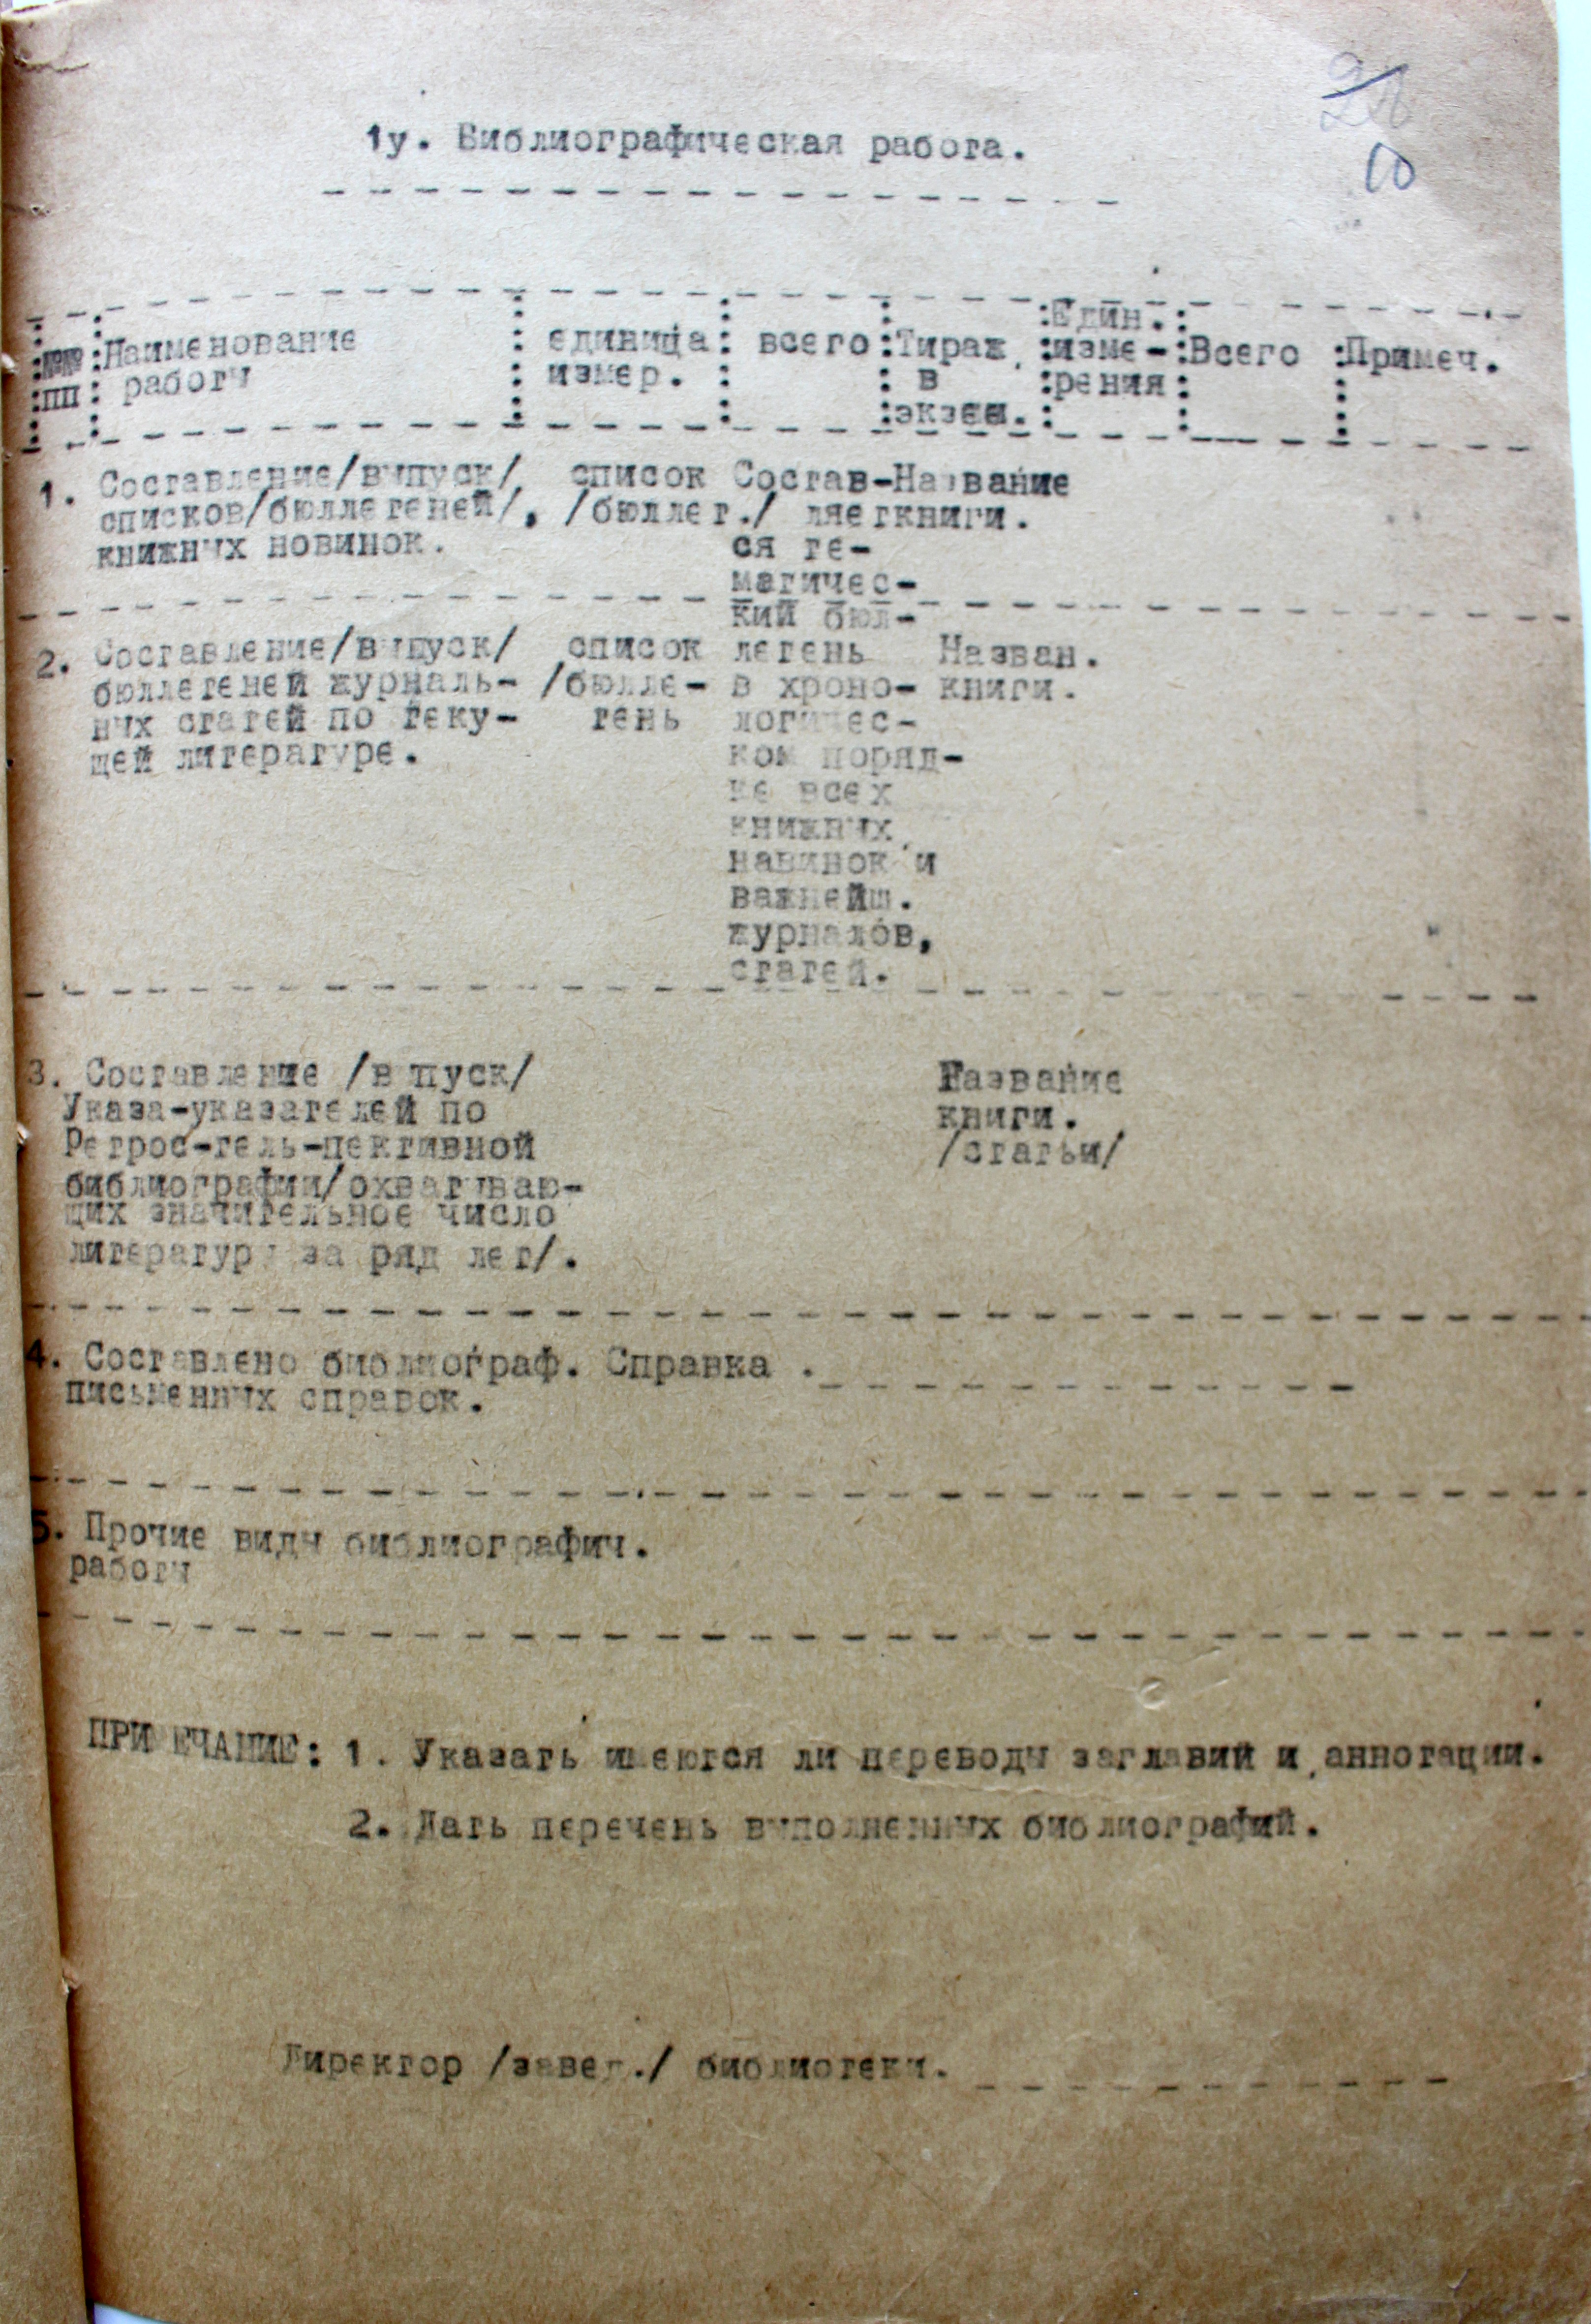 1у. Библиографическая работа.
10
№№ Наименование единица всего Тираж Един. Всего Примеч.
пп работы измер. в изме-
экзем. рения
1. Составление/выпуск/ список Состав-Название
списков/бюллетеней/, /бюллет./ ляеткниги.
книжных новинок. ся те-
матичес-
кий бюл-
2. Составление/выпуск/ список летень Назван.
бюллетеней журналь- /бюлле- в хроно- книги.
ных статей по теку- тень логичес-
щей литературе. ком поряд-
ке всех
книжных
навинок и
важнейш.
журналов,
статей.
3. Составление /выпуск/ Название
Указа-указателей по книги.
Ретрос-тель-пективной /статьи/
библиографии/охватываю-
щих значительное число
литературы за ряд лет/.
4. Составлено библиограф. Справка .
письменных справок.
5. Прочие виды библиографич.
работы
ПРИМЕЧАНИЕ: 1. Указать имеются ли переводы заглавий и аннотации.
2. Дать перечень выполненных библиографий.
Директор /завед./ библиотеки.